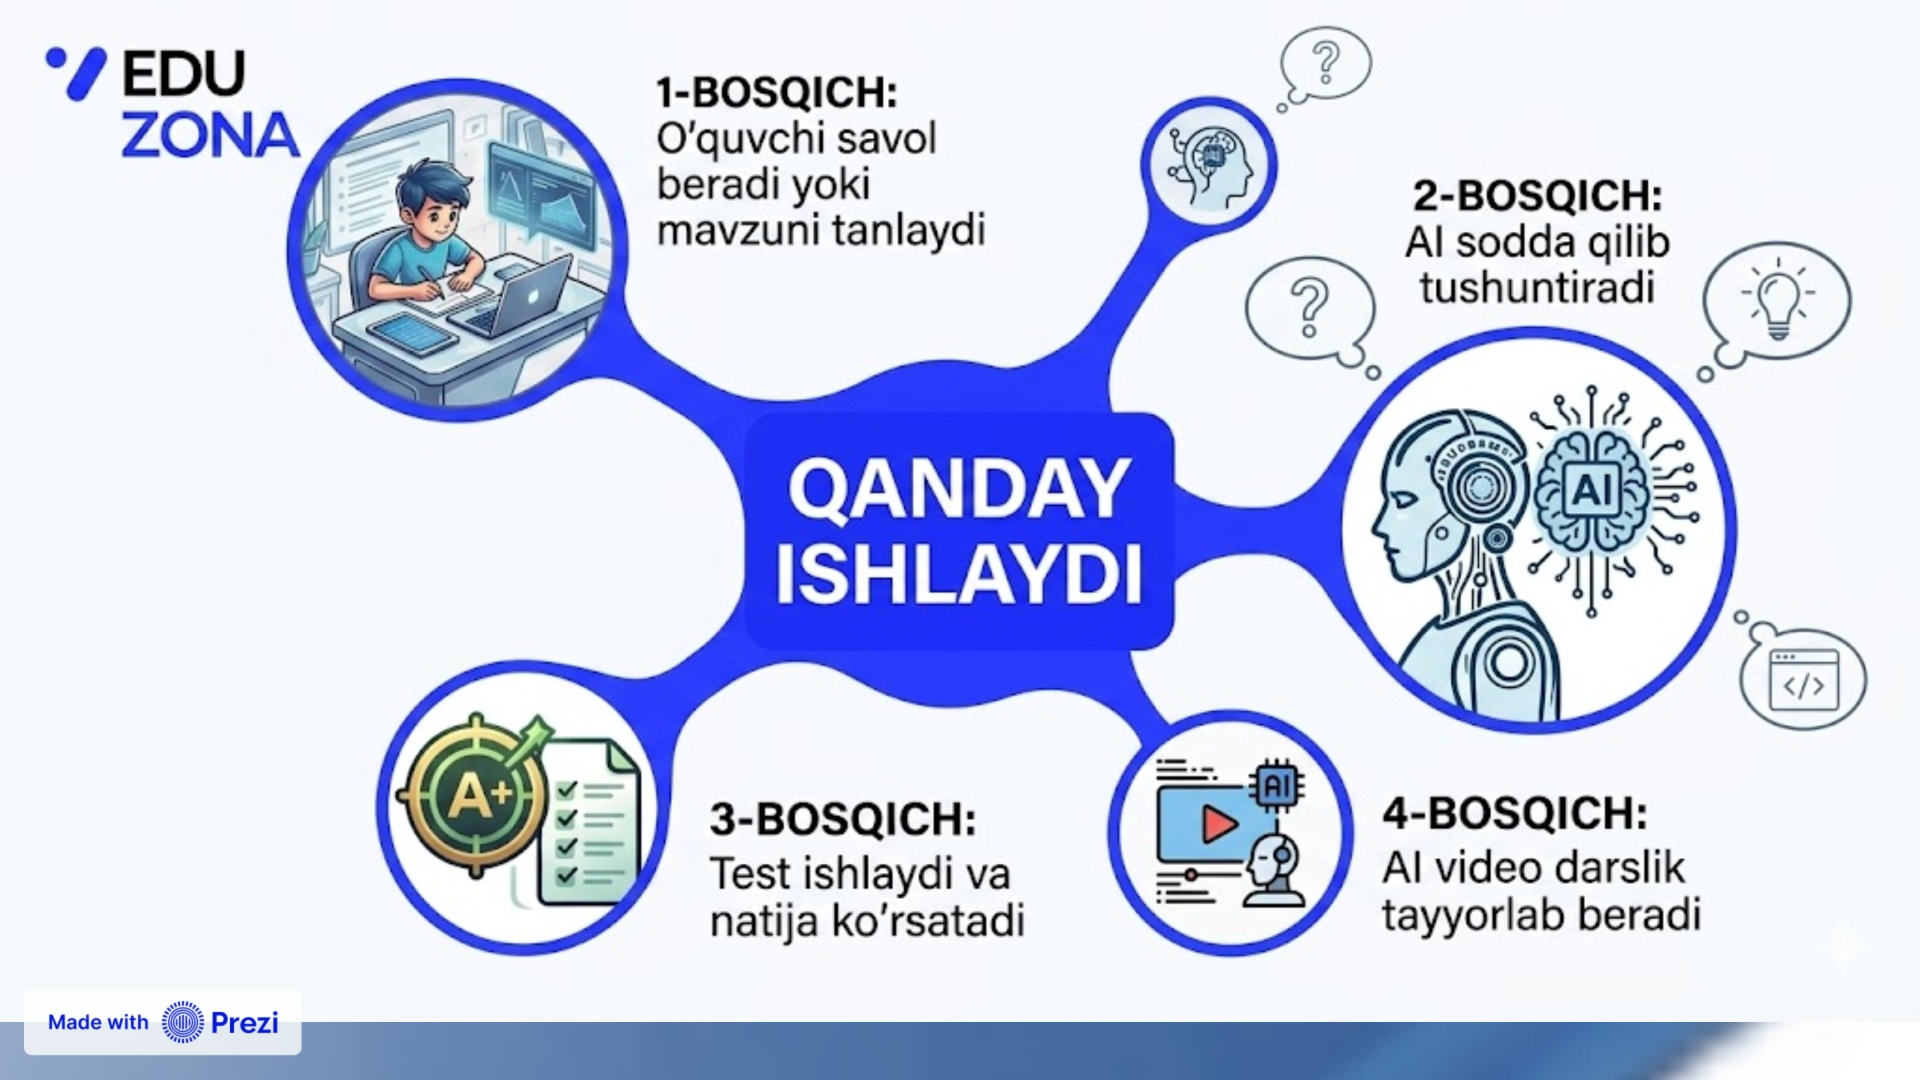 EDU
ZONA
1-BOSQICH:
O'quvchi savol
beradi yoki
mavzuni tanlaydi
2-BOSQICH:
AI sodda qilib
tushuntiradi
QANDAY
ISHLAYDI
AI
</>
A+
3-BOSQICH:
Test ishlaydi va
natija ko'rsatadi
AI
4-BOSQICH:
AI video darslik
tayyorlab beradi
Made with Prezi